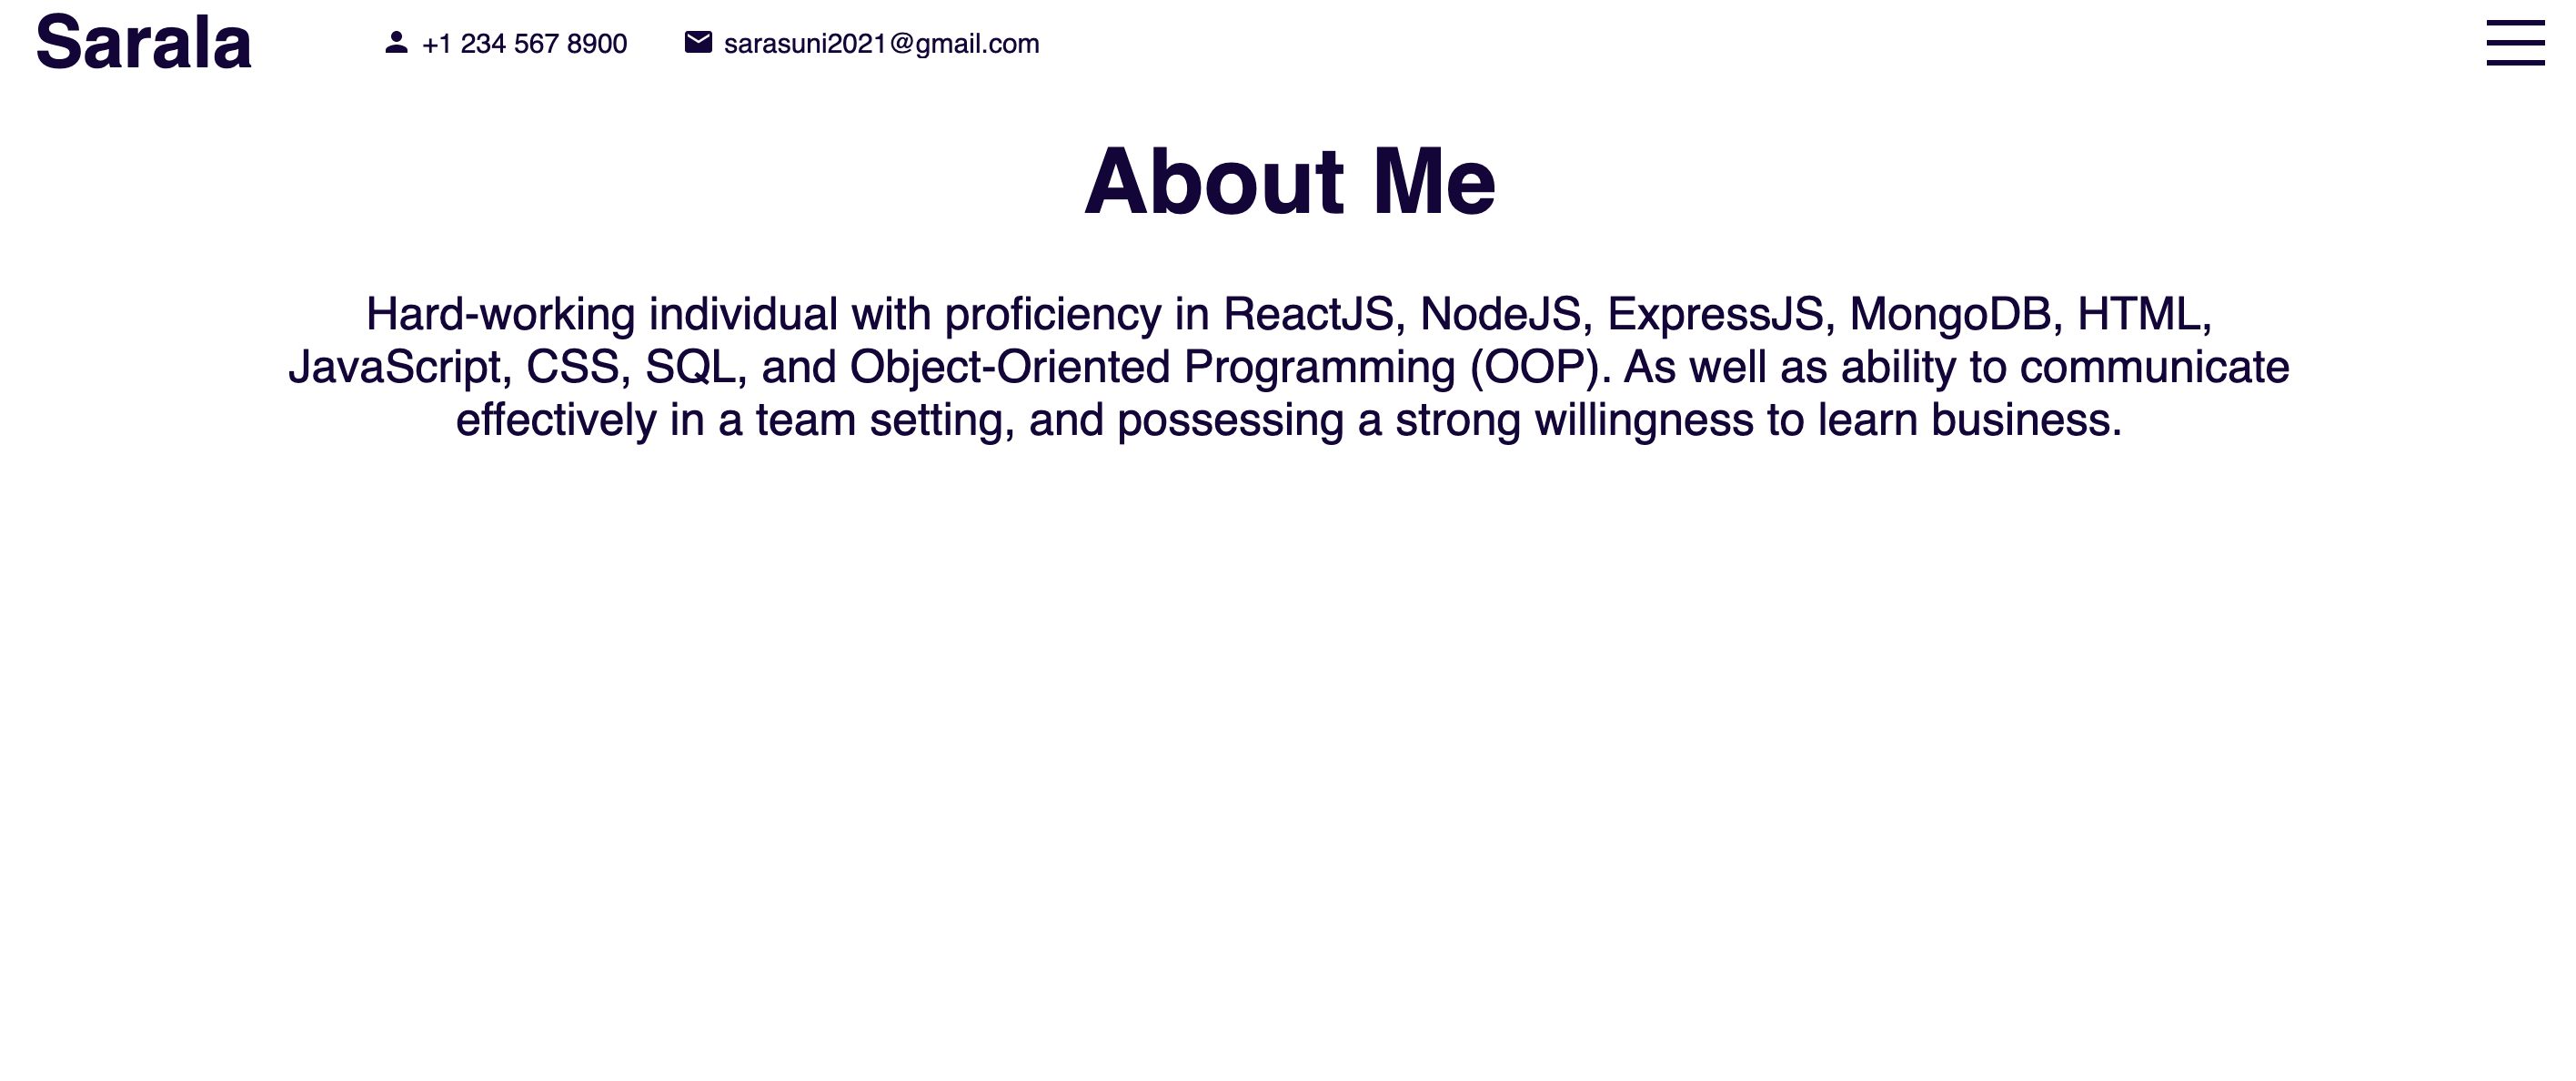 Sarala
+1 234 567 8900
sarasuni2021@gmail.com
About Me
Hard-working individual with proficiency in ReactJS, NodeJS, ExpressJS, MongoDB, HTML,
JavaScript, CSS, SQL, and Object-Oriented Programming (OOP). As well as ability to communicate
effectively in a team setting, and possessing a strong willingness to learn business.